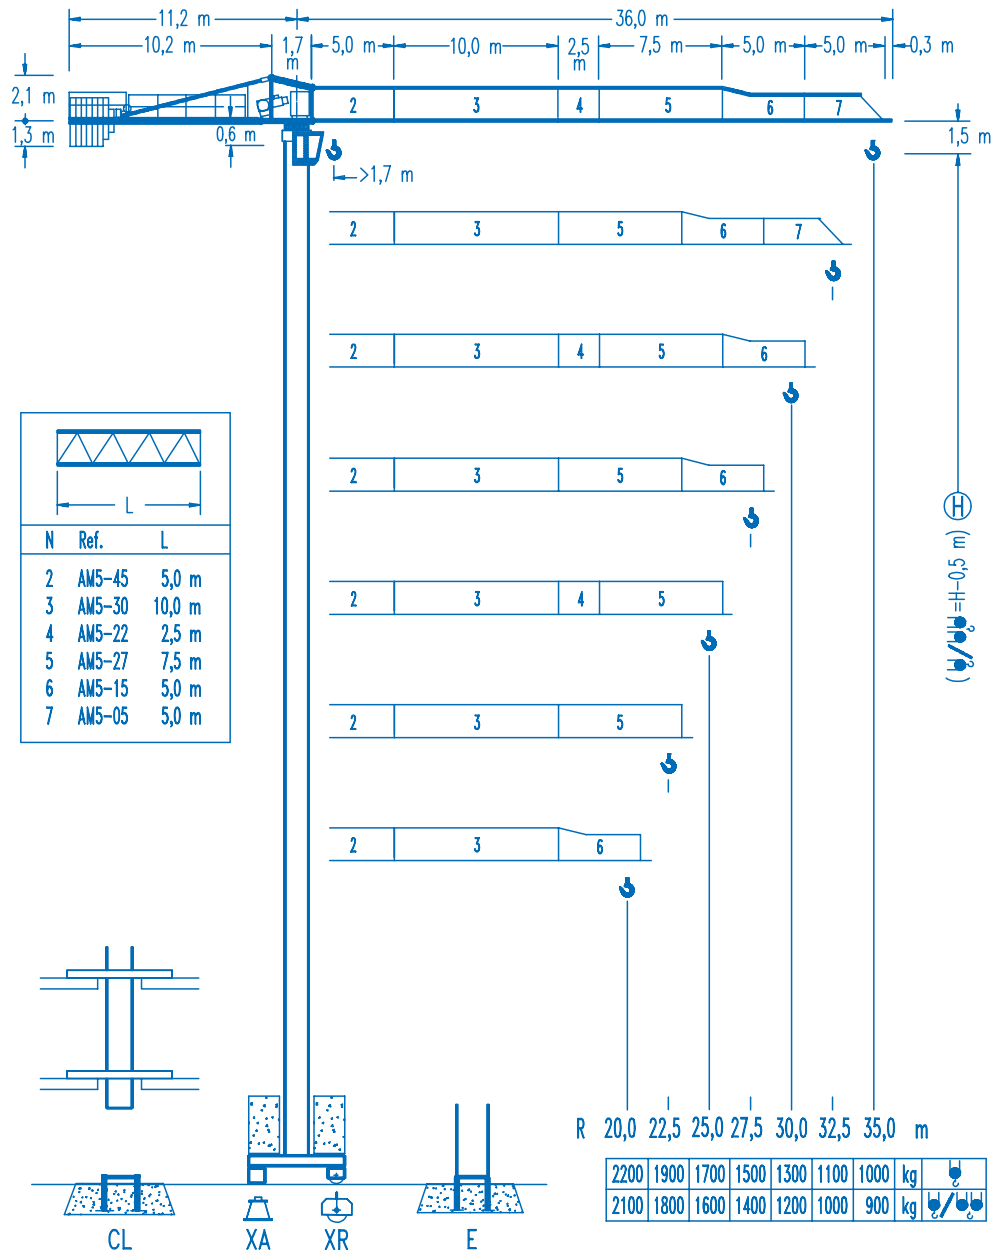 11,2 m 36,0 m
10,2 m 1,7 m 5,0 m 10,0 m 2,5 m 7,5 m 5,0 m 5,0 m 0,3 m
2,1 m
2 3 4 5 6 7
1,3 m 0,6 m 1,5 m
>1,7 m
2 3 5 6 7
2 3 4 5 6
2 3 5 6
L
H
N Ref. L
2 AM5-45 5,0 m
3 AM5-30 10,0 m
4 AM5-22 2,5 m
5 AM5-27 7,5 m
6 AM5-15 5,0 m
7 AM5-05 5,0 m
( / =H-0,5 m)
2 3 4 5
2 3 5
2 3 6
R 20,0 22,5 25,0 27,5 30,0 32,5 35,0 m
2200 1900 1700 1500 1300 1100 1000 kg
2100 1800 1600 1400 1200 1000 900 kg /
CL XA XR E